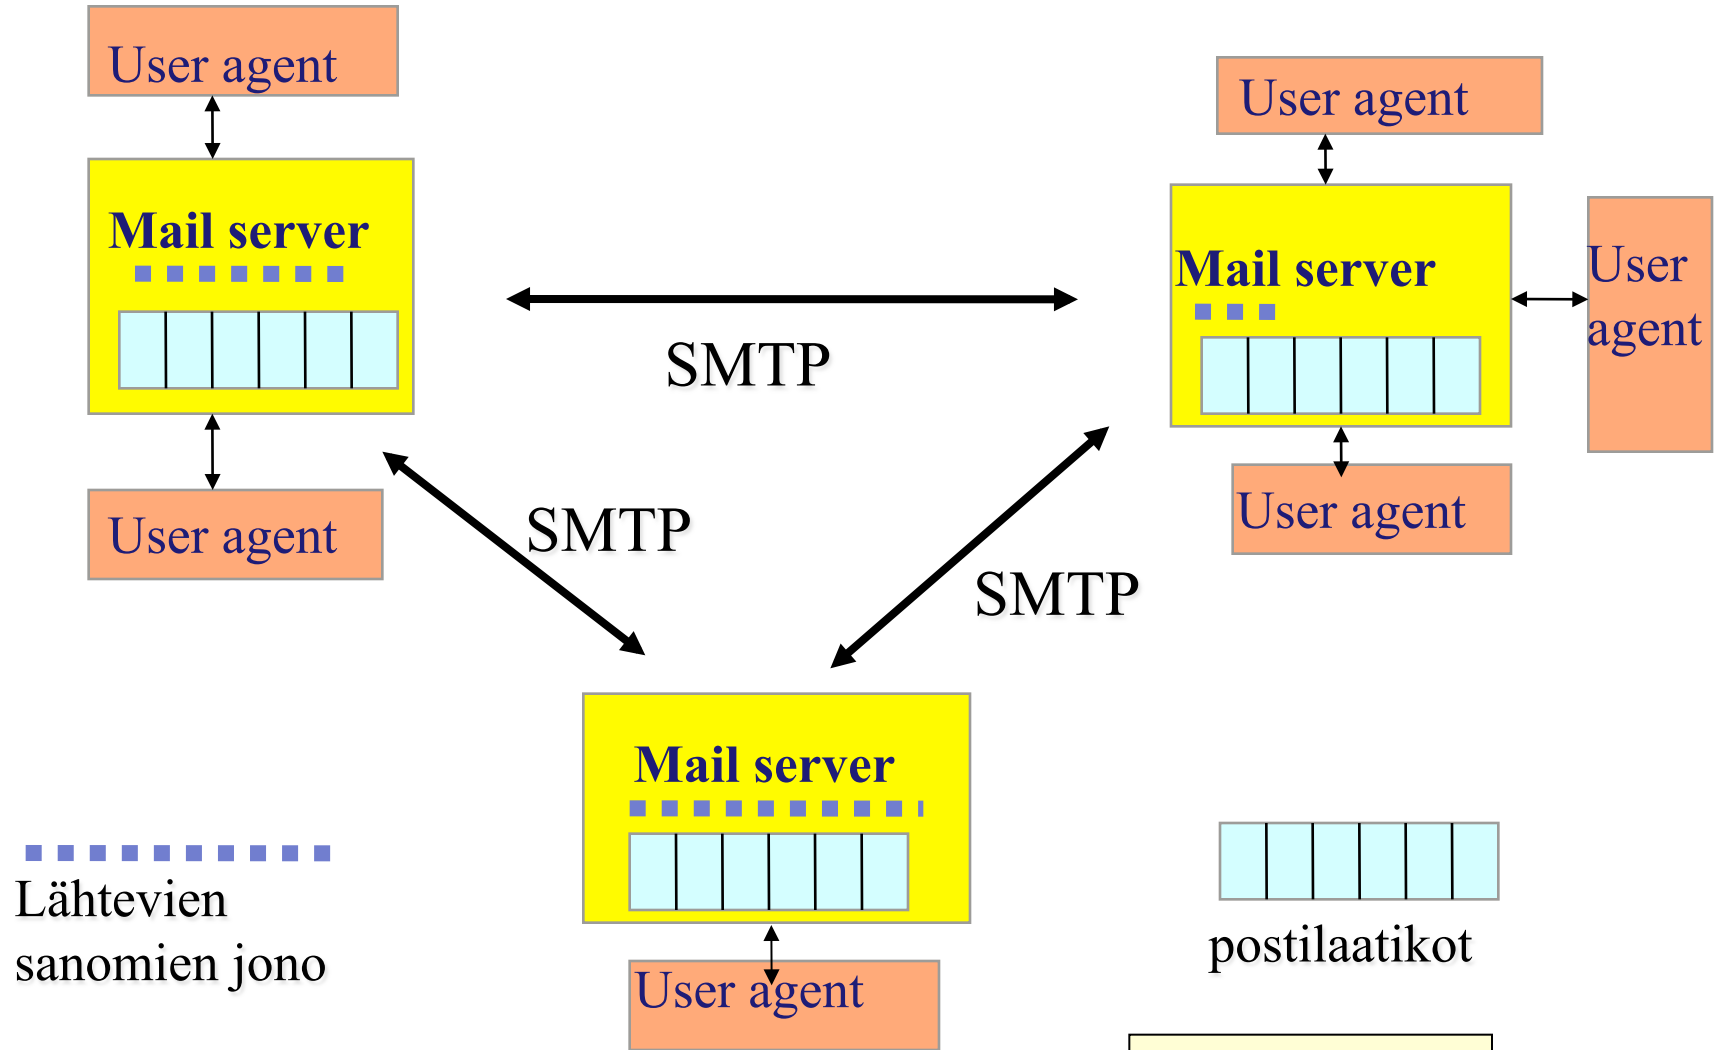 User agent
User agent
Mail server
Mail server
User
agent
SMTP
User agent
SMTP
User agent
SMTP
Mail server
Lähtevien
sanomien jono
postilaatikot
User agent